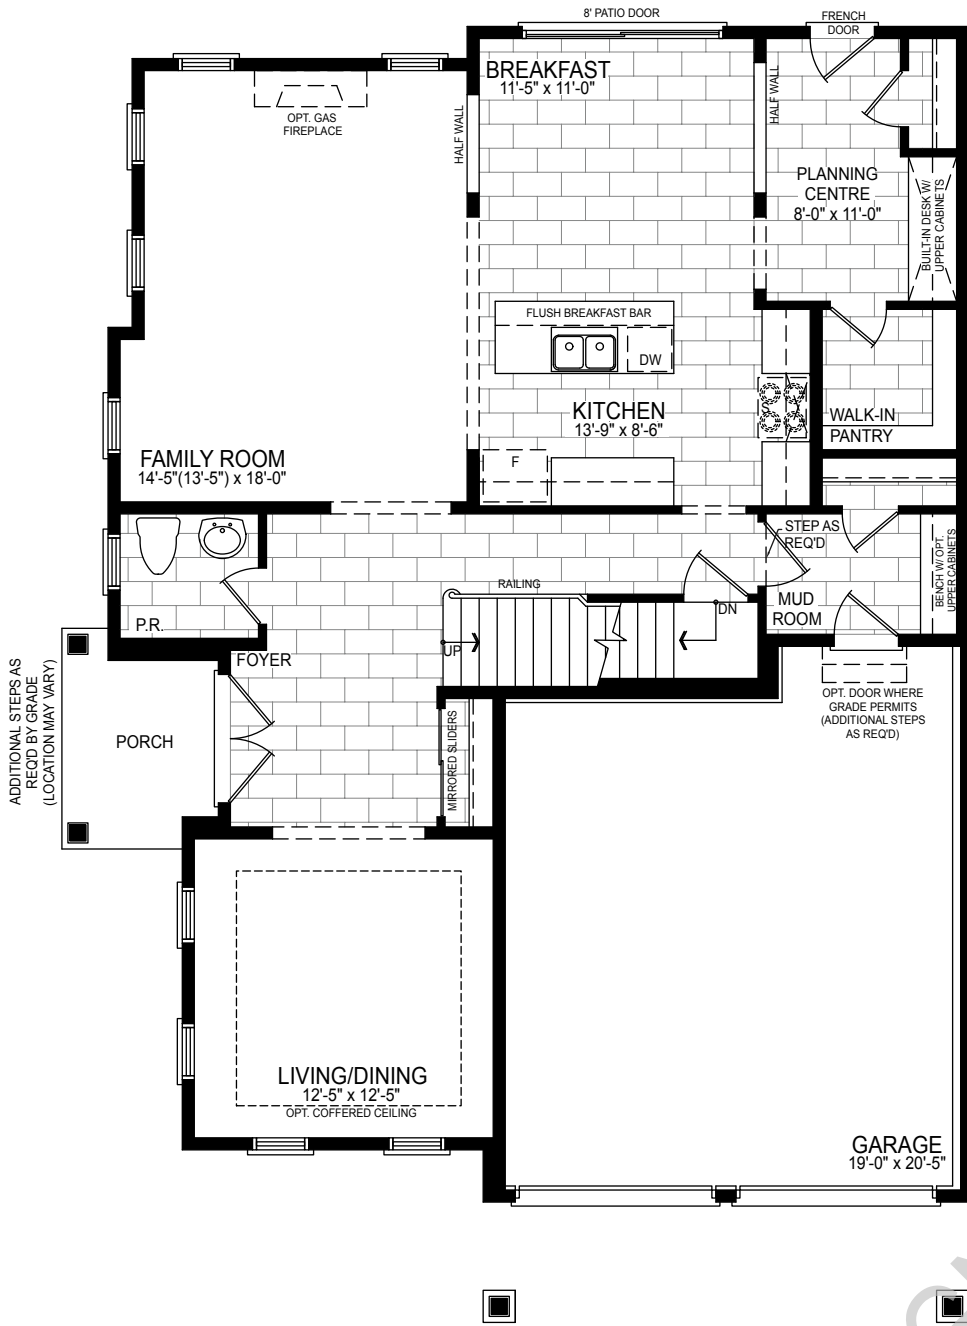 8' PATIO DOOR
FRENCH
DOOR
BREAKFAST
11'-5" x 11'-0"
OPT. GAS
FIREPLACE
HALF WALL
HALF WALL
PLANNING
CENTRE
8'-0" x 11'-0"
BUILT-IN DESK W/
UPPER CABINETS
FLUSH BREAKFAST BAR
DW
KITCHEN
13'-9" x 8'-6"
S
WALK-IN
PANTRY
FAMILY ROOM
14'-5"(13'-5") x 18'-0"
F
STEP AS
REQ'D
BENCH W/ OPT.
UPPER CABINETS
RAILING
MUD
ROOM
DN
P.R.
UP
FOYER
ADDITIONAL STEPS AS
REQ'D BY GRADE
(LOCATION MAY VARY)
PORCH
MIRRORED SLIDERS
OPT. DOOR WHERE
GRADE PERMITS
(ADDITIONAL STEPS
AS REQ'D)
LIVING/DINING
12'-5" x 12'-5"
OPT. COFFERED CEILING
GARAGE
19'-0" x 20'-5"